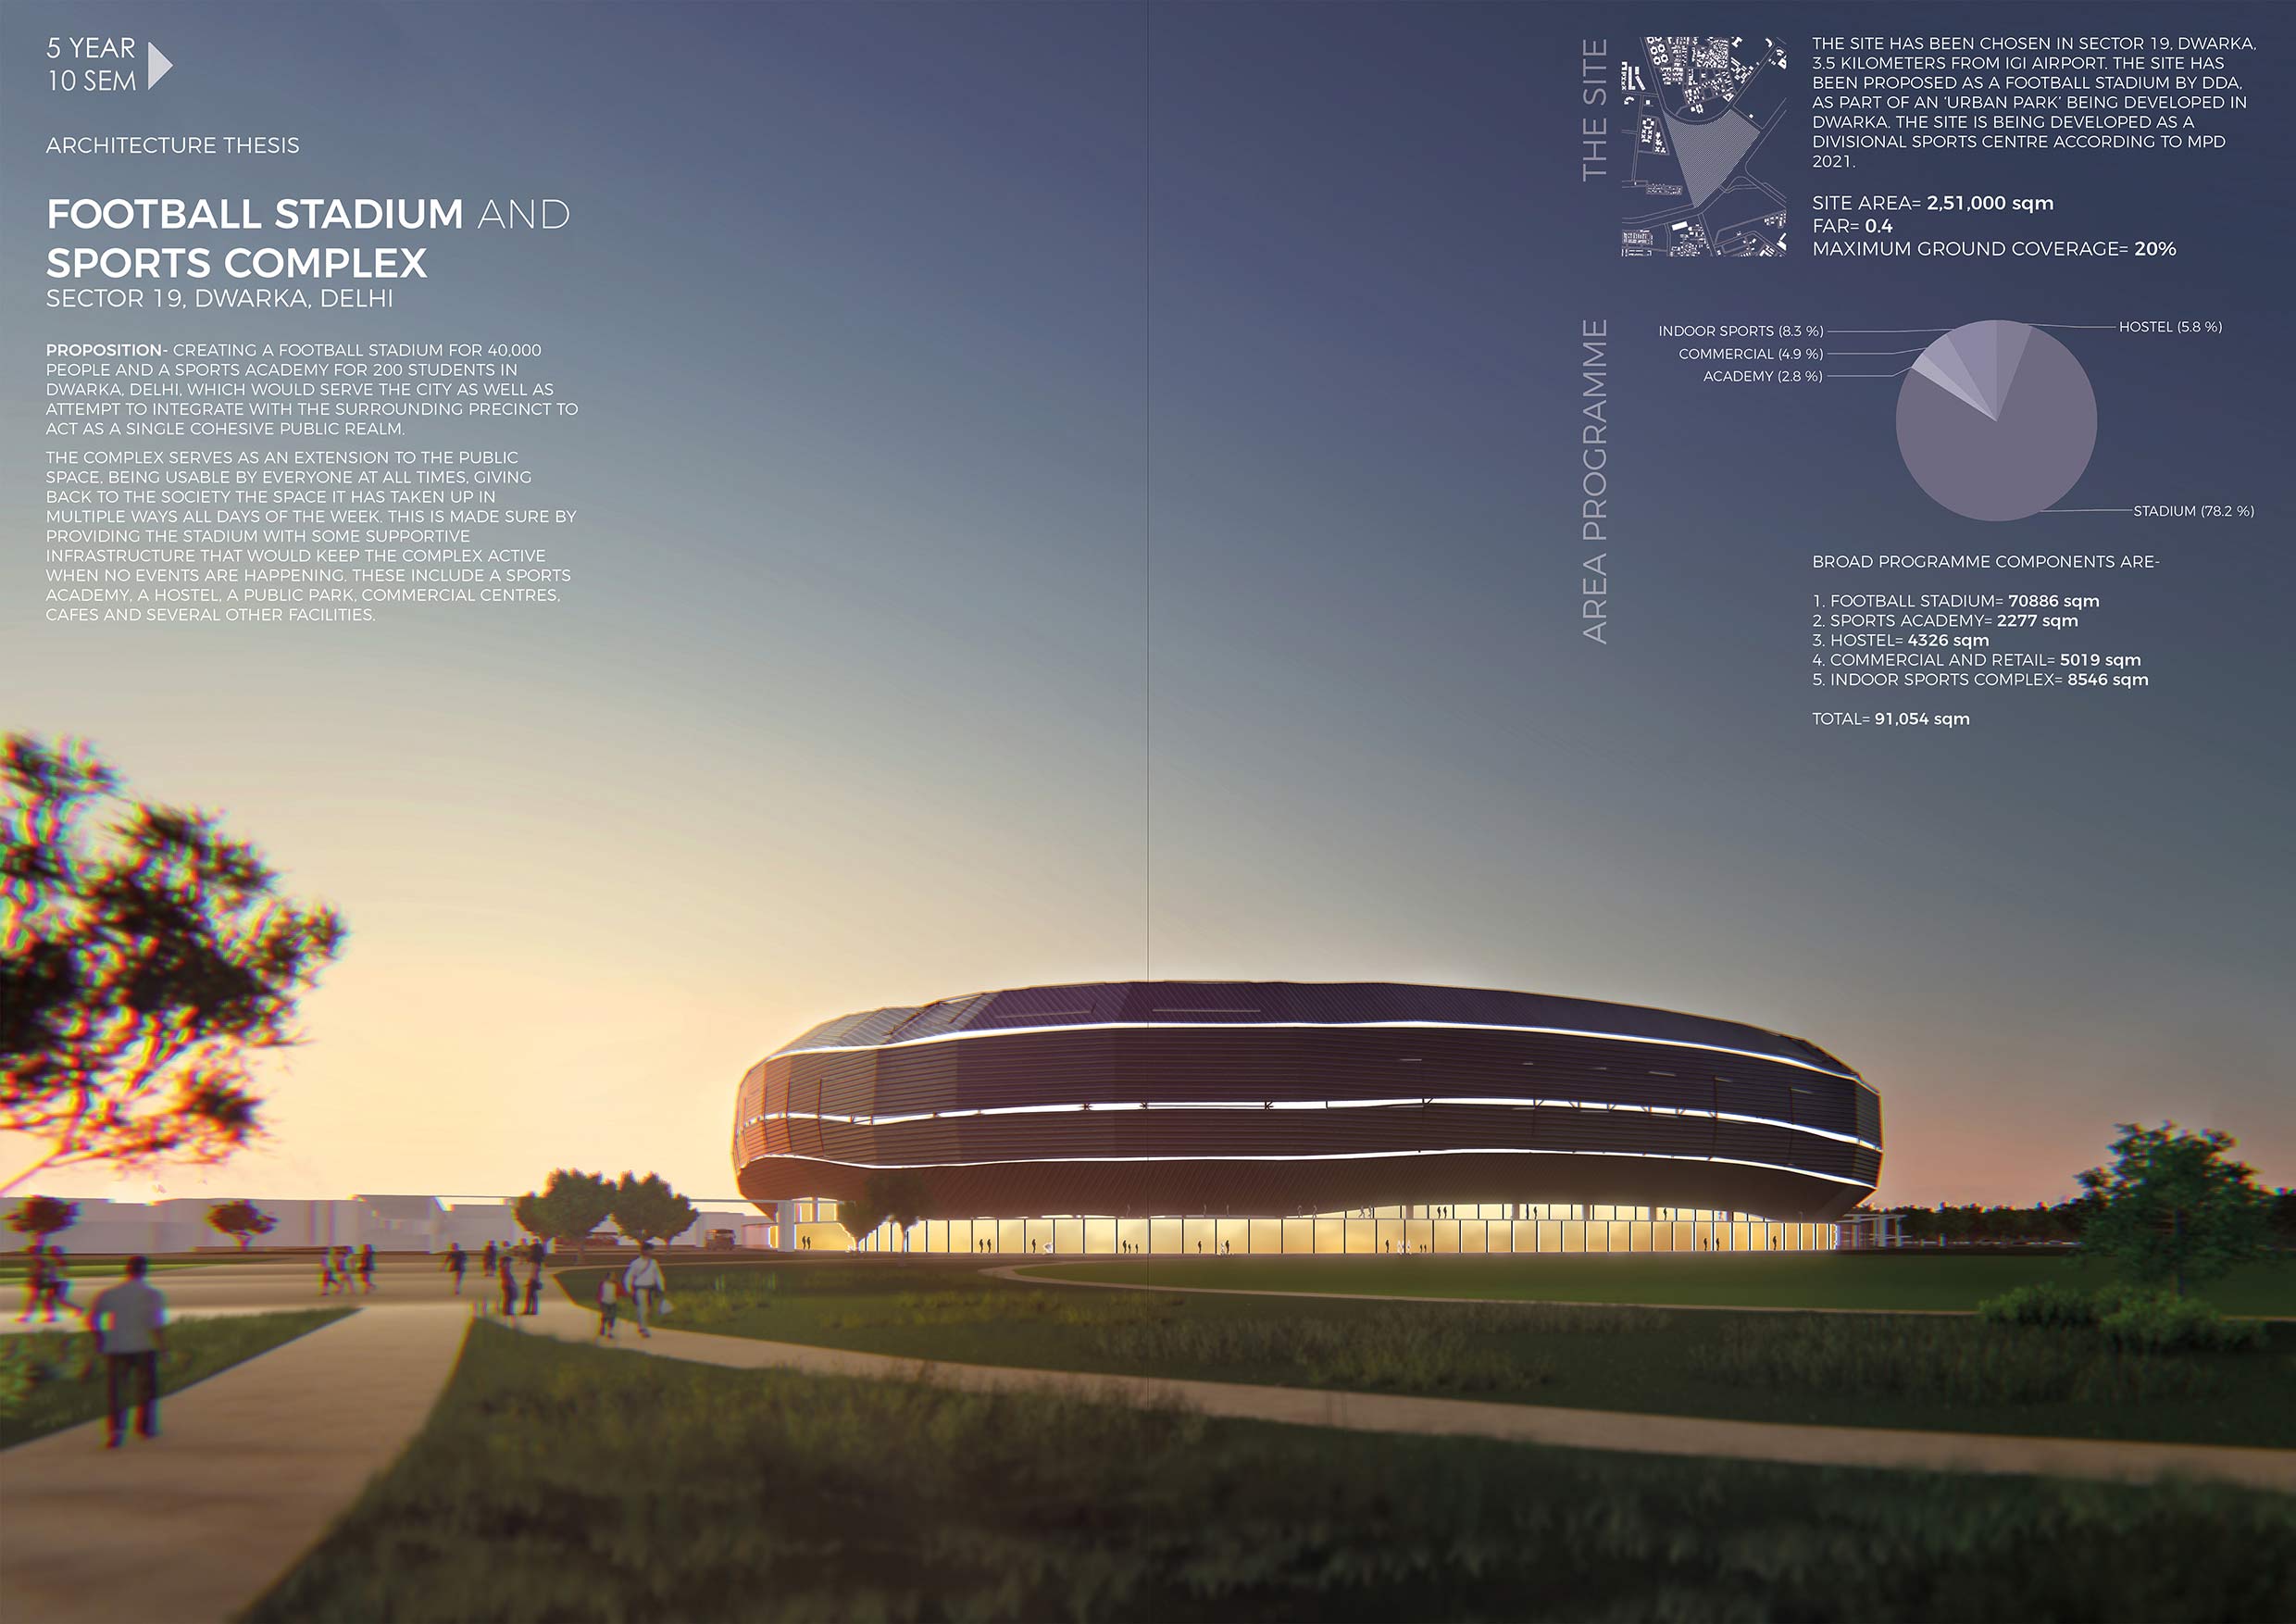 5 YEAR
10 SEM
ARCHITECTURE THESIS
FOOTBALL STADIUM AND
SPORTS COMPLEX
SECTOR 19, DWARKA, DELHI
PROPOSITION- CREATING A FOOTBALL STADIUM FOR 40,000
PEOPLE AND A SPORTS ACADEMY FOR 200 STUDENTS IN
DWARKA, DELHI, WHICH WOULD SERVE THE CITY AS WELL AS
ATTEMPT TO INTEGRATE WITH THE SURROUNDING PRECINCT TO
ACT AS A SINGLE COHESIVE PUBLIC REALM.
THE COMPLEX SERVES AS AN EXTENSION TO THE PUBLIC
SPACE, BEING USABLE BY EVERYONE AT ALL TIMES, GIVING
BACK TO THE SOCIETY THE SPACE IT HAS TAKEN UP IN
MULTIPLE WAYS ALL DAYS OF THE WEEK. THIS IS MADE SURE BY
PROVIDING THE STADIUM WITH SOME SUPPORTIVE
INFRASTRUCTURE THAT WOULD KEEP THE COMPLEX ACTIVE
WHEN NO EVENTS ARE HAPPENING. THESE INCLUDE A SPORTS
ACADEMY, A HOSTEL, A PUBLIC PARK, COMMERCIAL CENTRES,
CAFES AND SEVERAL OTHER FACILITIES.
THE SITE
THE SITE HAS BEEN CHOSEN IN SECTOR 19, DWARKA,
3.5 KILOMETERS FROM IGI AIRPORT. THE SITE HAS
BEEN PROPOSED AS A FOOTBALL STADIUM BY DDA,
AS PART OF AN 'URBAN PARK' BEING DEVELOPED IN
DWARKA. THE SITE IS BEING DEVELOPED AS A
DIVISIONAL SPORTS CENTRE ACCORDING TO MPD
2021.
SITE AREA= 2,51,000 sqm
FAR= 0.4
MAXIMUM GROUND COVERAGE= 20%
AREA PROGRAMME
INDOOR SPORTS (8.3 %)
COMMERCIAL (4.9 %)
ACADEMY (2.8 %)
HOSTEL (5.8 %)
STADIUM (78.2 %)
BROAD PROGRAMME COMPONENTS ARE-
1. FOOTBALL STADIUM= 70886 sqm
2. SPORTS ACADEMY= 2277 sqm
3. HOSTEL= 4326 sqm
4. COMMERCIAL AND RETAIL= 5019 sqm
5. INDOOR SPORTS COMPLEX= 8546 sqm
TOTAL= 91,054 sqm